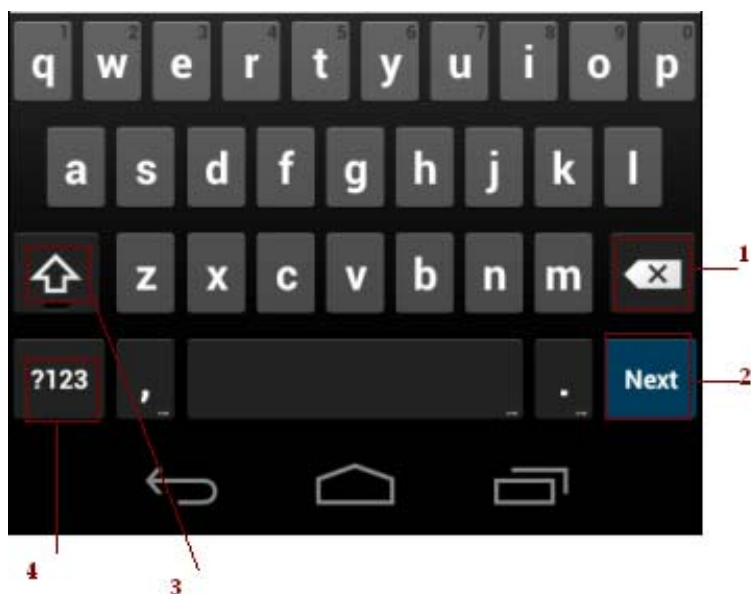 1 2 3 4 5 6 7 8 9 0
q w e r t y u i o p
a s d f g h j k l
z x c v b n m
1
?123 , . Next
2
4
3